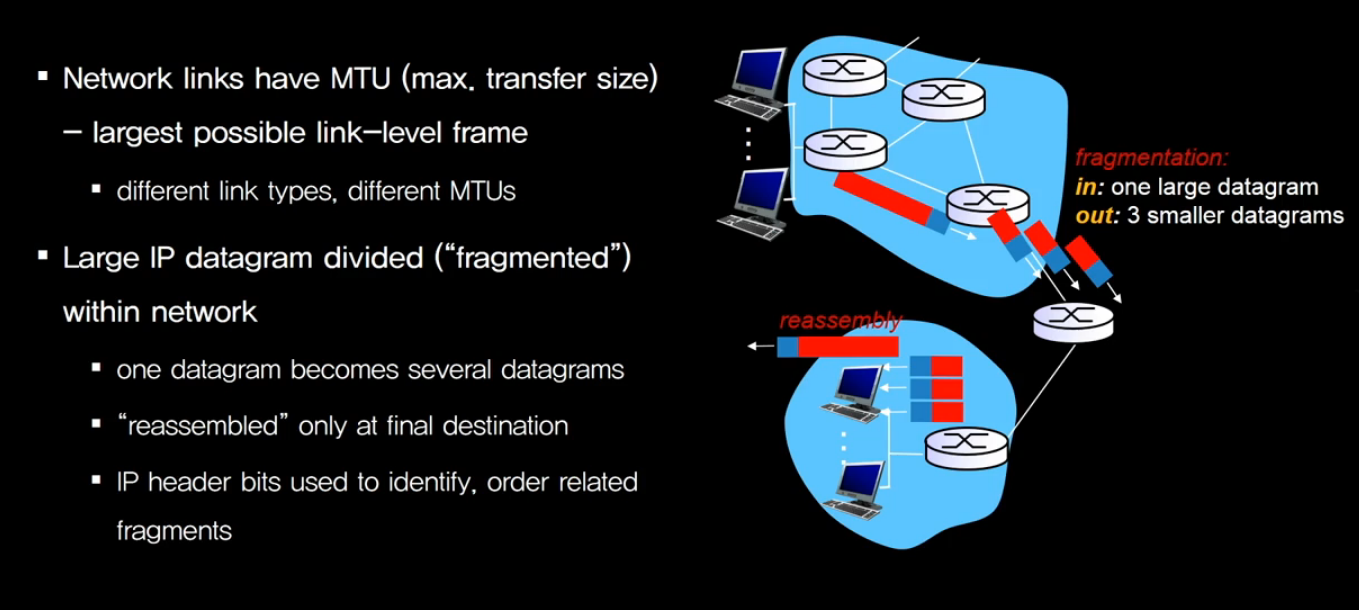 ▪ Network links have MTU (max. transfer size)
– largest possible link-level frame
▪ different link types, different MTUs
▪ Large IP datagram divided (“fragmented”)
within network
▪ one datagram becomes several datagrams
▪ “reassembled” only at final destination
▪ IP header bits used to identify, order related
fragments
fragmentation:
in: one large datagram
out: 3 smaller datagrams
reassembly